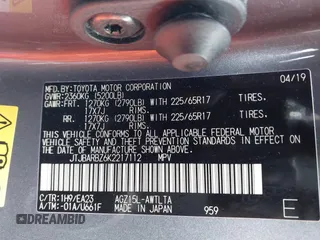 MFD.BY:TOYOTA MOTOR CORPORATION 04/19
GVWR:2360KG (5200LB)
GAWR:FRT. 1270KG (2790LB) WITH 225/65R17 TIRES.
17X7J RIMS.
RR. 1270KG (2790LB) WITH 225/65R17 TIRES.
17X7J RIMS.
THIS VEHICLE CONFORMS TO ALL APPLICABLE FEDERAL MOTOR
VEHICLE SAFETY, AND THEFT PREVENTION
STANDARDS IN EFFECT ON THE DATE OF
MANUFACTURE SHOWN ABOVE.
JTJBARBZ6K2217112 MPV
C/TR:1H9/EA23 AGZ15L-AWTLTA
A/TM:-01A/U661F MADE IN JAPAN 959 E